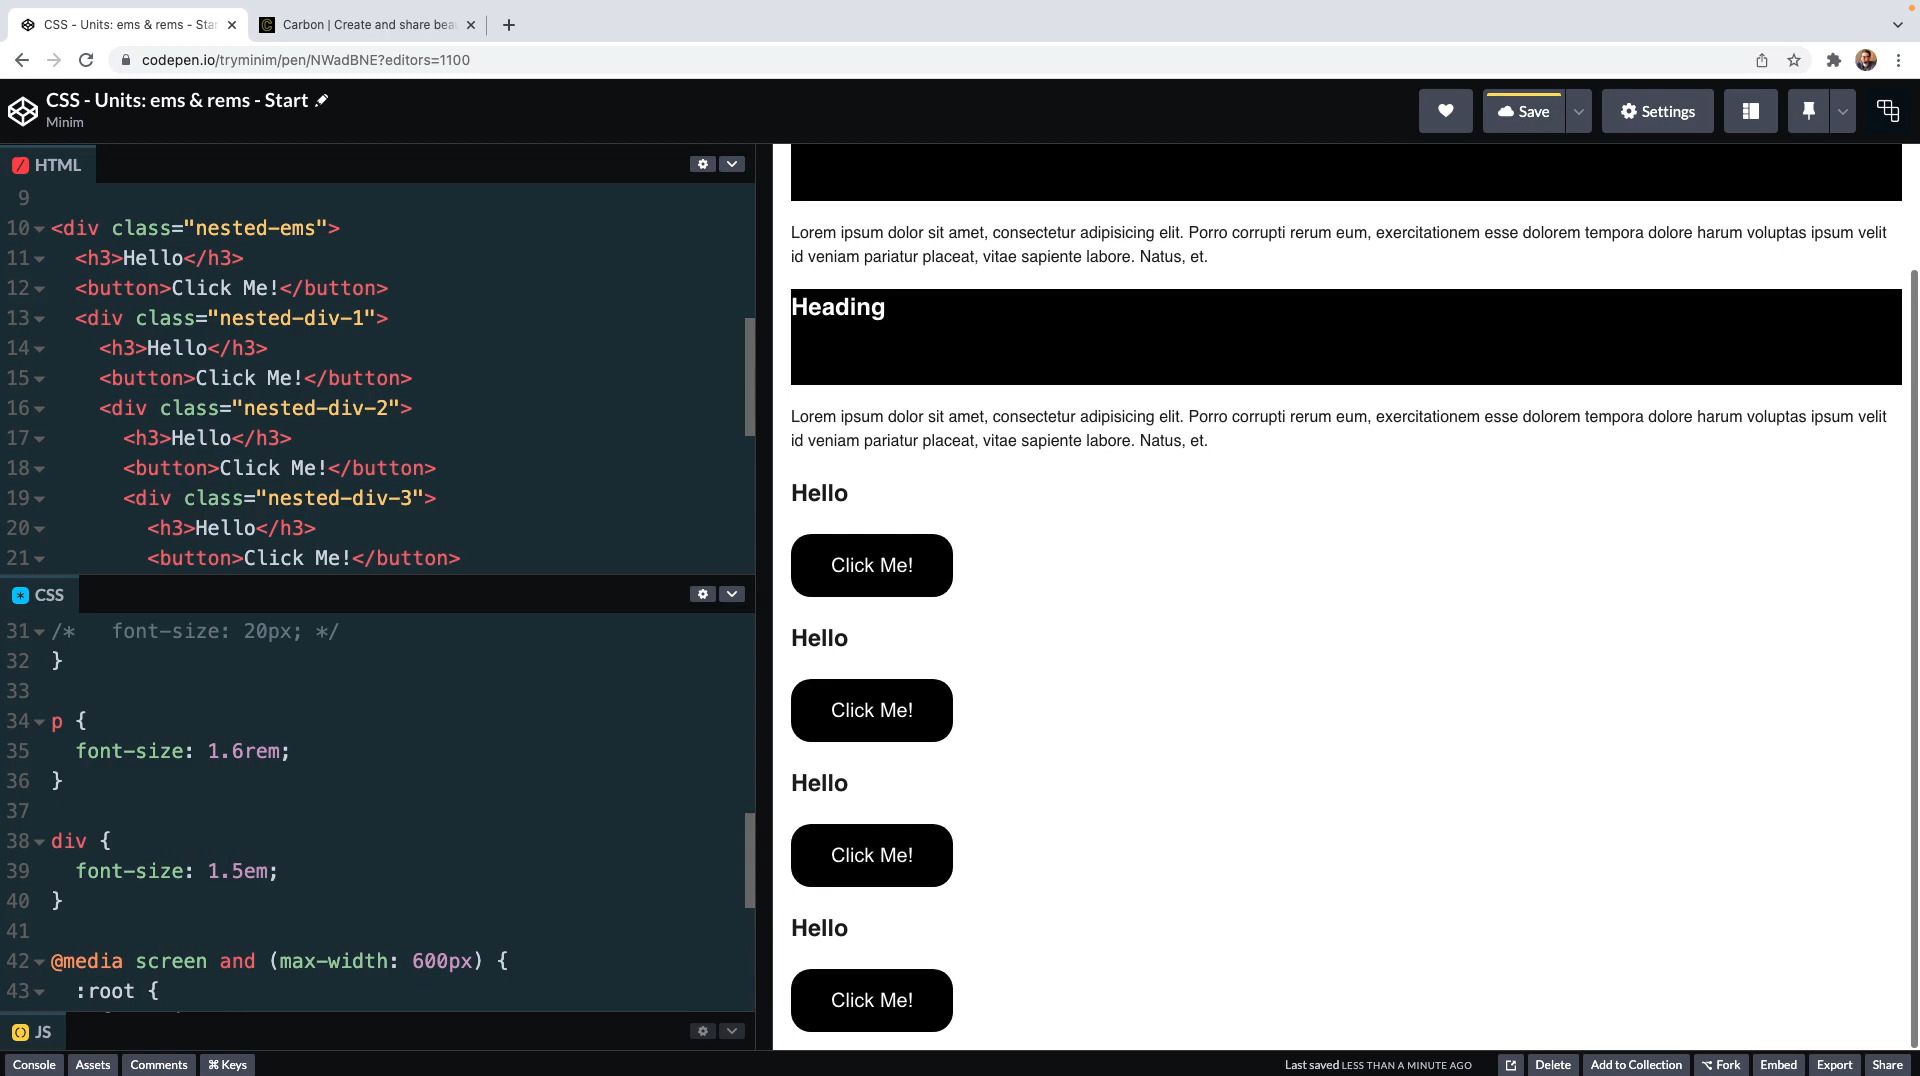 CSS - Units: ems & rems - Star
Carbon | Create and share beau
codepen.io/tryminim/pen/NWadBNE?editors=1100
CSS - Units: ems & rems - Start
Minim
Save
Settings
HTML
9
10 <div class="nested-ems">
11 <h3>Hello</h3>
12 <button>Click Me!</button>
13 <div class="nested-div-1">
14 <h3>Hello</h3>
15 <button>Click Me!</button>
16 <div class="nested-div-2">
17 <h3>Hello</h3>
18 <button>Click Me!</button>
19 <div class="nested-div-3">
20 <h3>Hello</h3>
21 <button>Click Me!</button>
CSS
31 /* font-size: 20px; */
32 }
33
34 p {
35 font-size: 1.6rem;
36 }
37
38 div {
39 font-size: 1.5em;
40 }
41
42 @media screen and (max-width: 600px) {
43 :root {
JS
Lorem ipsum dolor sit amet, consectetur adipisicing elit. Porro corrupti rerum eum, exercitationem esse dolorem tempora dolore harum voluptas ipsum velit
id veniam pariatur placeat, vitae sapiente labore. Natus, et.
Heading
Lorem ipsum dolor sit amet, consectetur adipisicing elit. Porro corrupti rerum eum, exercitationem esse dolorem tempora dolore harum voluptas ipsum velit
id veniam pariatur placeat, vitae sapiente labore. Natus, et.
Hello
Click Me!
Hello
Click Me!
Hello
Click Me!
Hello
Click Me!
Console Assets Comments ⌘ Keys Last saved LESS THAN A MINUTE AGO Delete Add to Collection Fork Embed Export Share